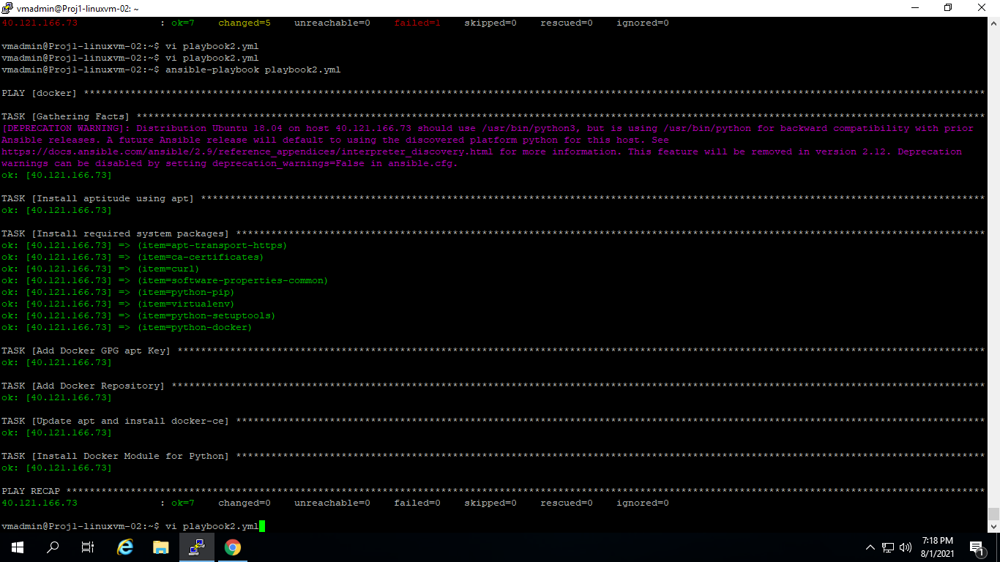 vmadmin@Proj1-linuxvm-02: ~
40.121.166.73              : ok=7    changed=5    unreachable=0    failed=1    skipped=0    rescued=0    ignored=0
vmadmin@Proj1-linuxvm-02:~$ vi playbook2.yml
vmadmin@Proj1-linuxvm-02:~$ vi playbook2.yml
vmadmin@Proj1-linuxvm-02:~$ ansible-playbook playbook2.yml
PLAY [docker] **********************************************************************************************************************************************************
TASK [Gathering Facts] *************************************************************************************************************************************************
[DEPRECATION WARNING]: Distribution Ubuntu 18.04 on host 40.121.166.73 should use /usr/bin/python3, but is using /usr/bin/python for backward compatibility with prior
Ansible releases. A future Ansible release will default to using the discovered platform python for this host. See
https://docs.ansible.com/ansible/2.9/reference_appendices/interpreter_discovery.html for more information. This feature will be removed in version 2.12. Deprecation
warnings can be disabled by setting deprecation_warnings=False in ansible.cfg.
ok: [40.121.166.73]
TASK [Install aptitude using apt] **************************************************************************************************************************************
ok: [40.121.166.73]
TASK [Install required system packages] ********************************************************************************************************************************
ok: [40.121.166.73] => (item=apt-transport-https)
ok: [40.121.166.73] => (item=ca-certificates)
ok: [40.121.166.73] => (item=curl)
ok: [40.121.166.73] => (item=software-properties-common)
ok: [40.121.166.73] => (item=python-pip)
ok: [40.121.166.73] => (item=virtualenv)
ok: [40.121.166.73] => (item=python-setuptools)
ok: [40.121.166.73] => (item=python-docker)
TASK [Add Docker GPG apt Key] ******************************************************************************************************************************************
ok: [40.121.166.73]
TASK [Add Docker Repository] *******************************************************************************************************************************************
ok: [40.121.166.73]
TASK [Update apt and install docker-ce] ********************************************************************************************************************************
ok: [40.121.166.73]
TASK [Install Docker Module for Python] ********************************************************************************************************************************
ok: [40.121.166.73]
PLAY RECAP *************************************************************************************************************************************************************
40.121.166.73              : ok=7    changed=0    unreachable=0    failed=0    skipped=0    rescued=0    ignored=0
vmadmin@Proj1-linuxvm-02:~$ vi playbook2.yml
7:18 PM
8/1/2021
1